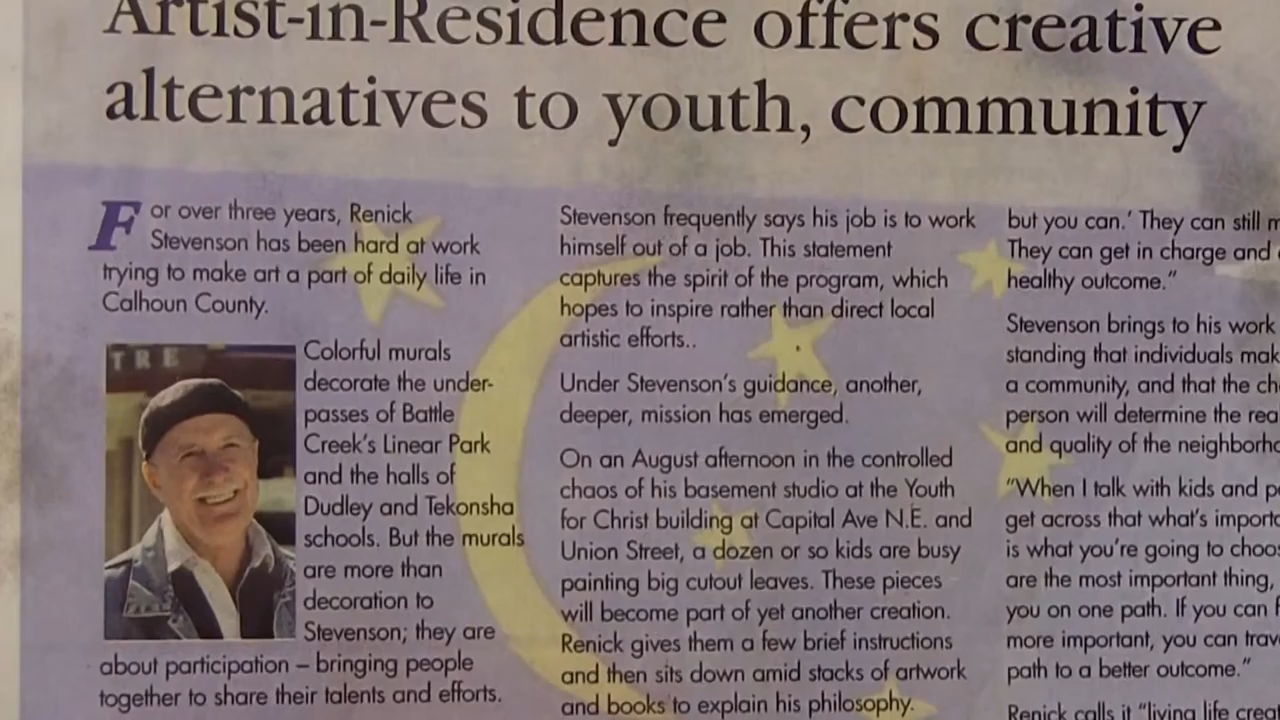 Artist-in-Residence offers creative
alternatives to youth, community
For over three years, Renick
Stevenson has been hard at work
trying to make art a part of daily life in
Calhoun County.
TRE
Colorful murals
decorate the under-
passes of Battle
Creek's Linear Park
and the halls of
Dudley and Tekonsha
schools. But the murals
are more than
decoration to
Stevenson; they are
about participation – bringing people
together to share their talents and efforts.
Stevenson frequently says his job is to work
himself out of a job. This statement
captures the spirit of the program, which
hopes to inspire rather than direct local
artistic efforts..
Under Stevenson's guidance, another,
deeper, mission has emerged.
On an August afternoon in the controlled
chaos of his basement studio at the Youth
for Christ building at Capital Ave N.E. and
Union Street, a dozen or so kids are busy
painting big cutout leaves. These pieces
will become part of yet another creation.
Renick gives them a few brief instructions
and then sits down amid stacks of artwork
and books to explain his philosophy.
but you can.' They can still
They can get in charge and
healthy outcome."
Stevenson brings to his work
standing that individuals
a community, and that the
person will determine the
and quality of the
"When I talk with kids and
get across that what's
is what you're going to
are the most important thing,
you on one path. If you can
more important, you can
path to a better outcome."
Renick calls it "living life